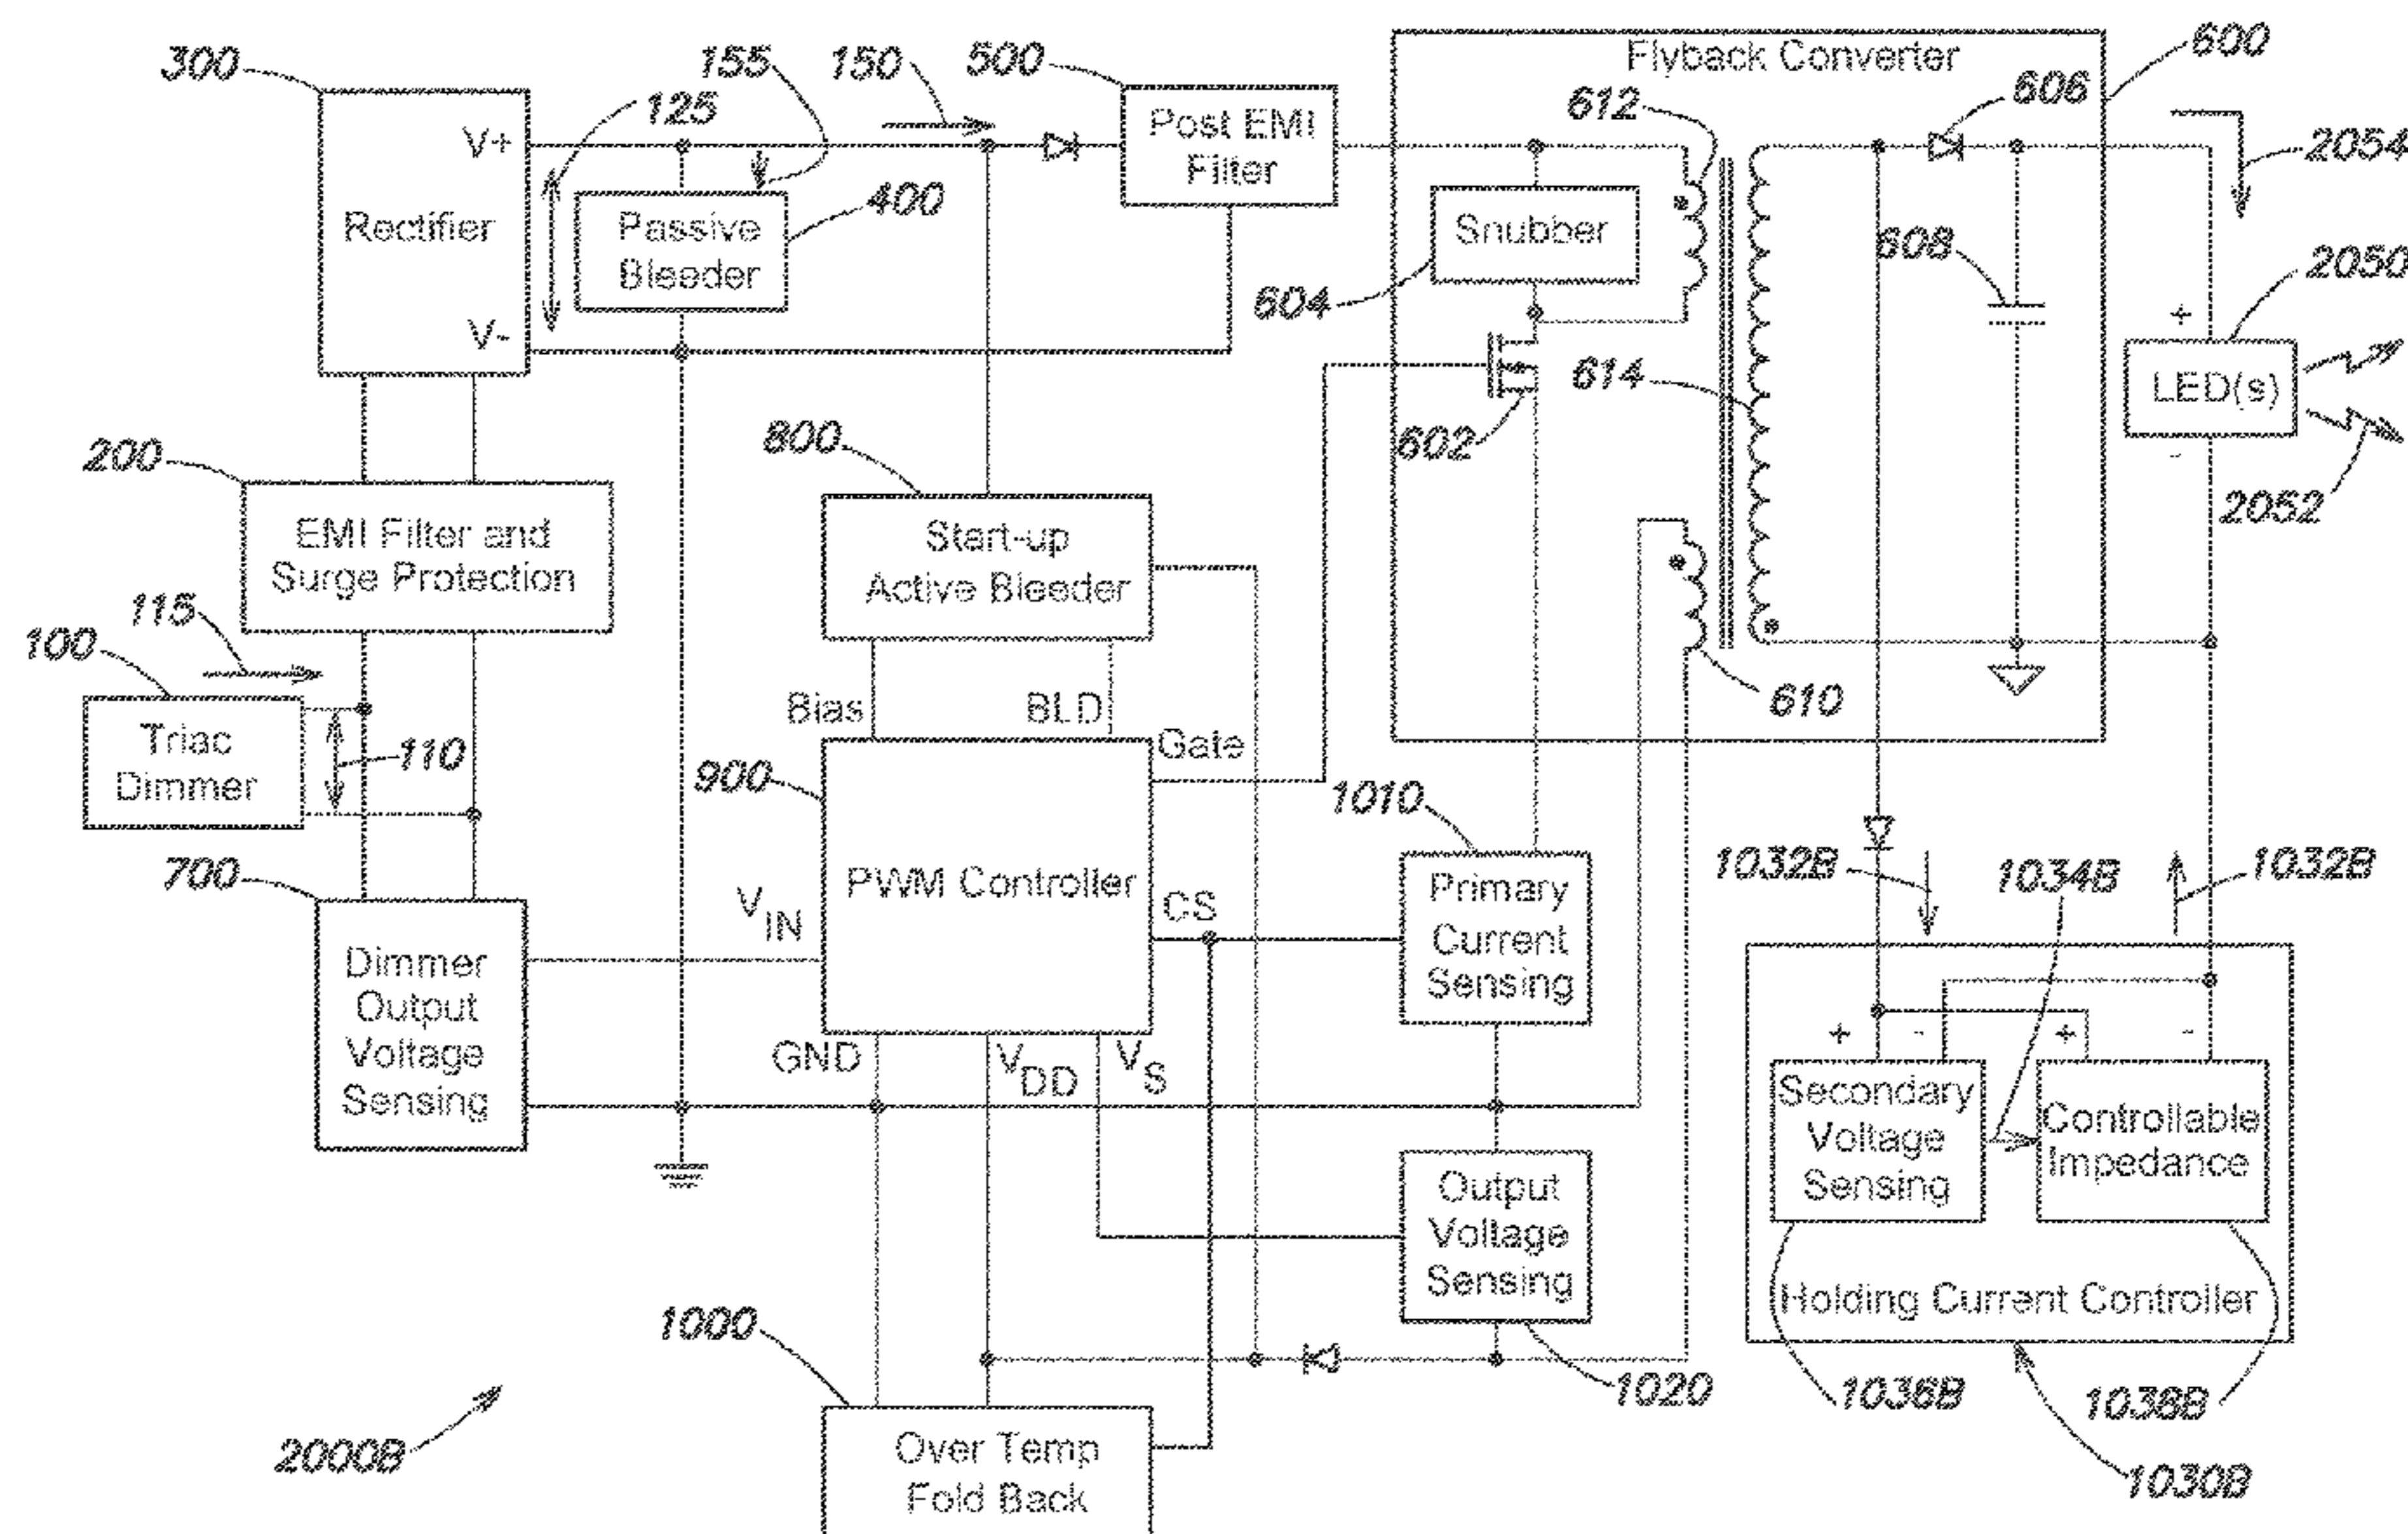 300
155
150
500
Flyback Converter
600
125
612
606
V+
Post EMI
Filter
2054
Rectifier
Passive
Bleeder
400
Snubber
604
608
2050
V-
+
614
LED(s)
-
602
2052
200
800
EMI Filter and
Surge Protection
Start-up
Active Bleeder
115
100
610
Bias
BLD
Triac
Dimmer
110
Gate
900
1010
700
PWM Controller
1032B
1034B
1032B
VIN
CS
Primary
Current
Sensing
Dimmer
Output
Voltage
Sensing
GND
VDD
VS
+
-
+
-
Secondary
Voltage
Sensing
Controllable
Impedance
Output
Voltage
Sensing
Holding Current Controller
1000
1020
1036B
1038B
2000B
Over Temp
Fold Back
1030B